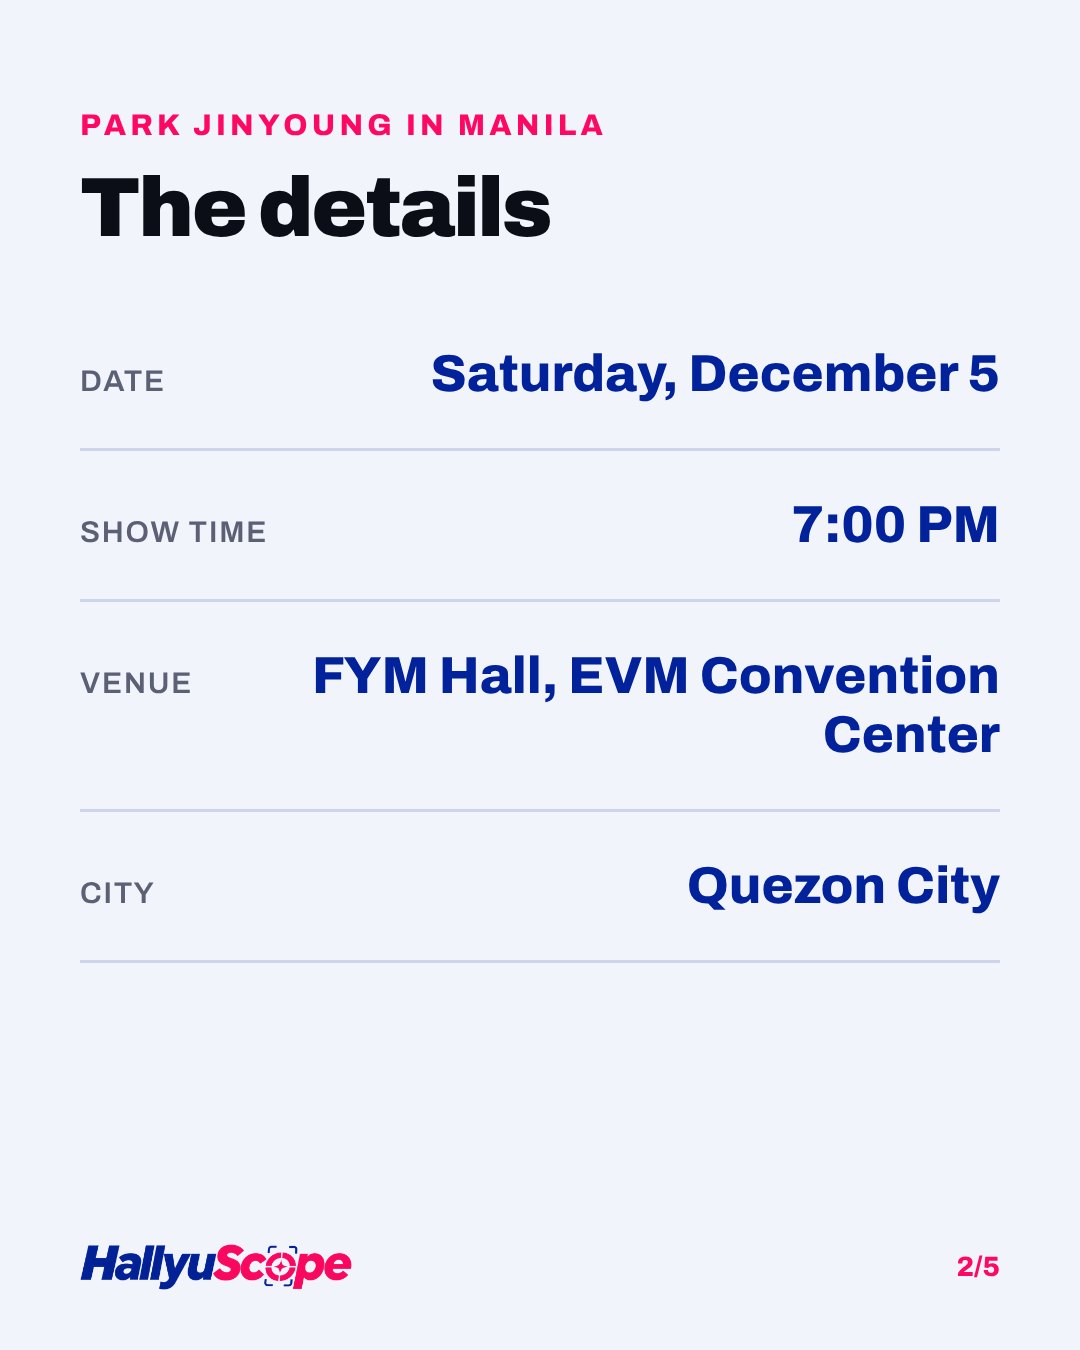 PARK JINYOUNG IN MANILA
The details
DATE
Saturday, December 5
SHOW TIME
7:00 PM
VENUE
FYM Hall, EVM Convention
Center
CITY
Quezon City
HallyuScope
2/5